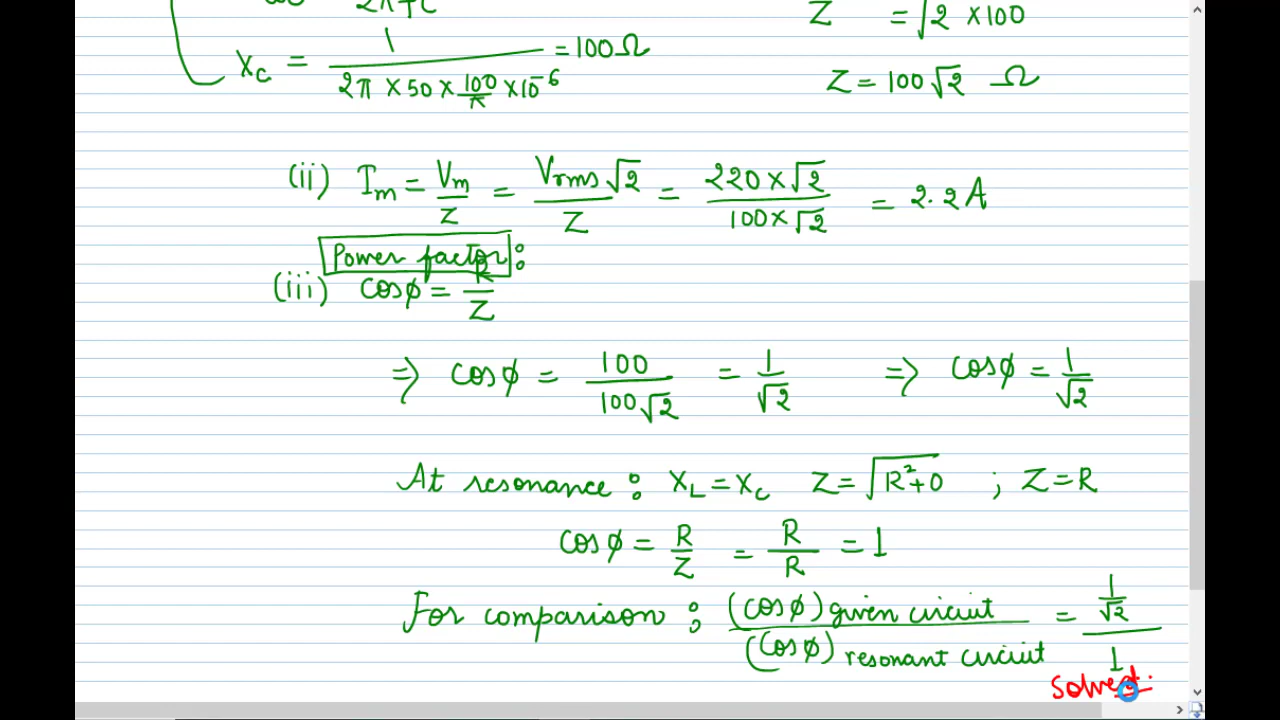 2πfC
X_C = 1 / (2π × 50 × 100/π × 10⁻⁶) = 100Ω
Z = √2 × 100
Z = 100√2 Ω
(ii) I_m = V_m/Z = V_rms√2/Z = 220×√2/100×√2 = 2.2A
Power factor:
(iii) cosϕ = R/Z
⇒ cosϕ = 100/100√2 = 1/√2 ⇒ cosϕ = 1/√2
At resonance : X_L = X_C Z = √(R²+0) ; Z = R
cosϕ = R/Z = R/R = 1
For comparison : (cosϕ) given circuit / (cosϕ) resonant circuit = (1/√2)/1
Solved: